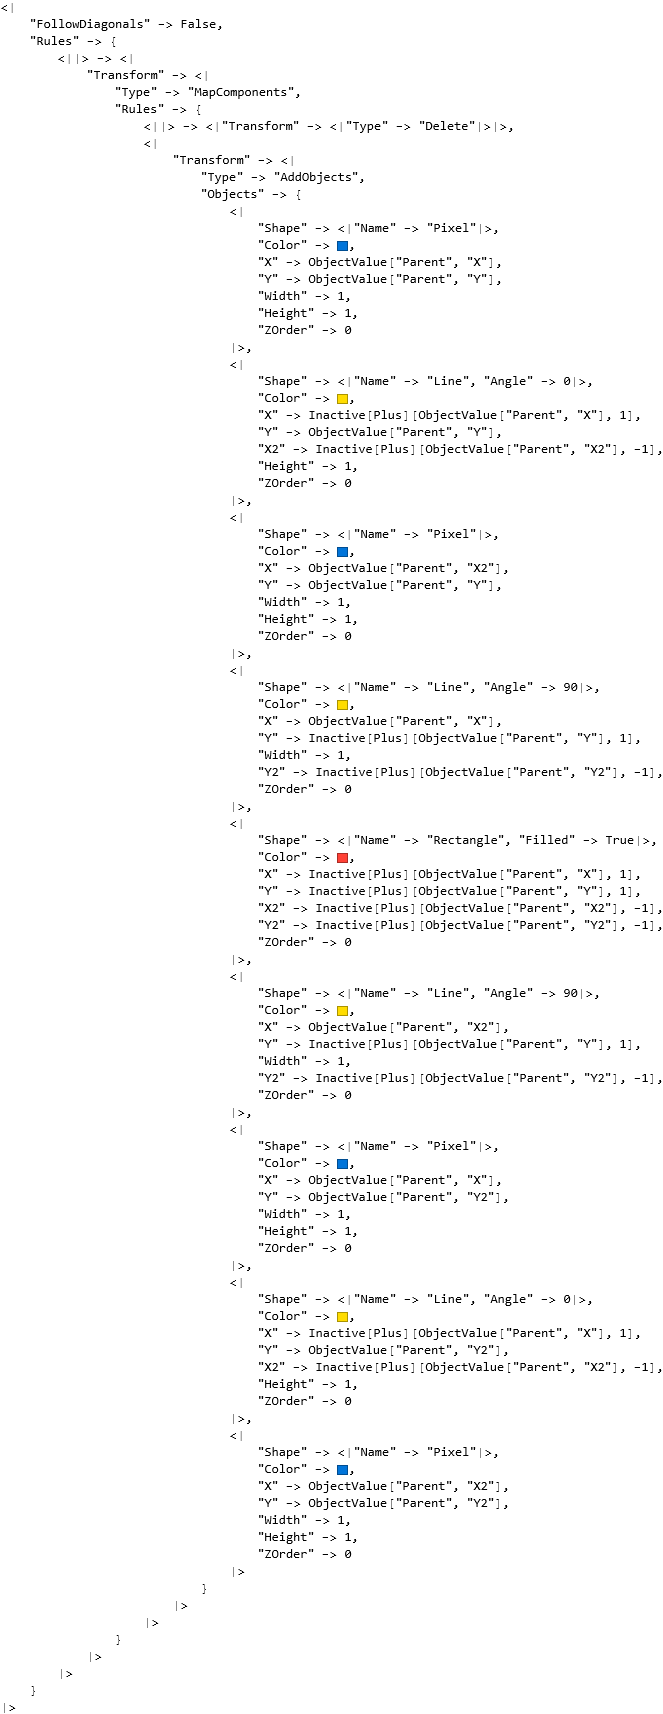 <|
"FollowDiagonals" -> False,
"Rules" -> {
<||> -> <|
"Transform" -> <|
"Type" -> "MapComponents",
"Rules" -> {
<||> -> <|"Transform" -> <|"Type" -> "Delete"|>|>,
<|
"Transform" -> <|
"Type" -> "AddObjects",
"Objects" -> {
<|
"Shape" -> <|"Name" -> "Pixel"|>,
"Color" -> ,
"X" -> ObjectValue["Parent", "X"],
"Y" -> ObjectValue["Parent", "Y"],
"Width" -> 1,
"Height" -> 1,
"ZOrder" -> 0
|>,
<|
"Shape" -> <|"Name" -> "Line", "Angle" -> 0|>,
"Color" -> ,
"X" -> Inactive[Plus][ObjectValue["Parent", "X"], 1],
"Y" -> ObjectValue["Parent", "Y"],
"X2" -> Inactive[Plus][ObjectValue["Parent", "X2"], -1],
"Height" -> 1,
"ZOrder" -> 0
|>,
<|
"Shape" -> <|"Name" -> "Pixel"|>,
"Color" -> ,
"X" -> ObjectValue["Parent", "X2"],
"Y" -> ObjectValue["Parent", "Y"],
"Width" -> 1,
"Height" -> 1,
"ZOrder" -> 0
|>,
<|
"Shape" -> <|"Name" -> "Line", "Angle" -> 90|>,
"Color" -> ,
"X" -> ObjectValue["Parent", "X"],
"Y" -> Inactive[Plus][ObjectValue["Parent", "Y"], 1],
"Width" -> 1,
"Y2" -> Inactive[Plus][ObjectValue["Parent", "Y2"], -1],
"ZOrder" -> 0
|>,
<|
"Shape" -> <|"Name" -> "Rectangle", "Filled" -> True|>,
"Color" -> ,
"X" -> Inactive[Plus][ObjectValue["Parent", "X"], 1],
"Y" -> Inactive[Plus][ObjectValue["Parent", "Y"], 1],
"X2" -> Inactive[Plus][ObjectValue["Parent", "X2"], -1],
"Y2" -> Inactive[Plus][ObjectValue["Parent", "Y2"], -1],
"ZOrder" -> 0
|>,
<|
"Shape" -> <|"Name" -> "Line", "Angle" -> 90|>,
"Color" -> ,
"X" -> ObjectValue["Parent", "X2"],
"Y" -> Inactive[Plus][ObjectValue["Parent", "Y"], 1],
"Width" -> 1,
"Y2" -> Inactive[Plus][ObjectValue["Parent", "Y2"], -1],
"ZOrder" -> 0
|>,
<|
"Shape" -> <|"Name" -> "Pixel"|>,
"Color" -> ,
"X" -> ObjectValue["Parent", "X"],
"Y" -> ObjectValue["Parent", "Y2"],
"Width" -> 1,
"Height" -> 1,
"ZOrder" -> 0
|>,
<|
"Shape" -> <|"Name" -> "Line", "Angle" -> 0|>,
"Color" -> ,
"X" -> Inactive[Plus][ObjectValue["Parent", "X"], 1],
"Y" -> ObjectValue["Parent", "Y2"],
"X2" -> Inactive[Plus][ObjectValue["Parent", "X2"], -1],
"Height" -> 1,
"ZOrder" -> 0
|>,
<|
"Shape" -> <|"Name" -> "Pixel"|>,
"Color" -> ,
"X" -> ObjectValue["Parent", "X2"],
"Y" -> ObjectValue["Parent", "Y2"],
"Width" -> 1,
"Height" -> 1,
"ZOrder" -> 0
|>
}
|>
|>
}
|>
|>
}
|>